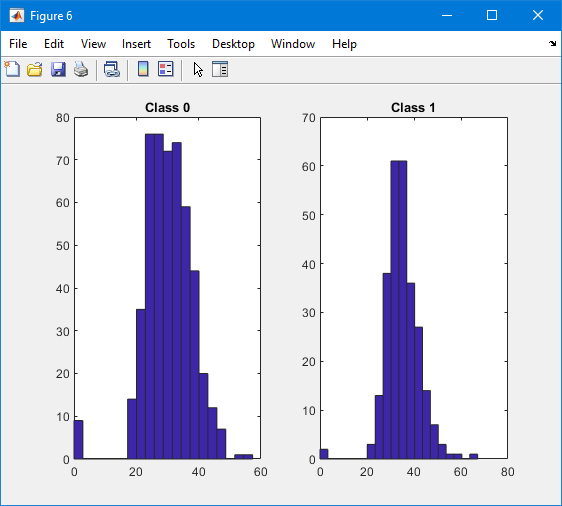 Figure 6
File Edit View Insert Tools Desktop Window Help
Class 0
80
70
60
50
40
30
20
10
0
0 20 40 60
Class 1
70
60
50
40
30
20
10
0
0 20 40 60 80